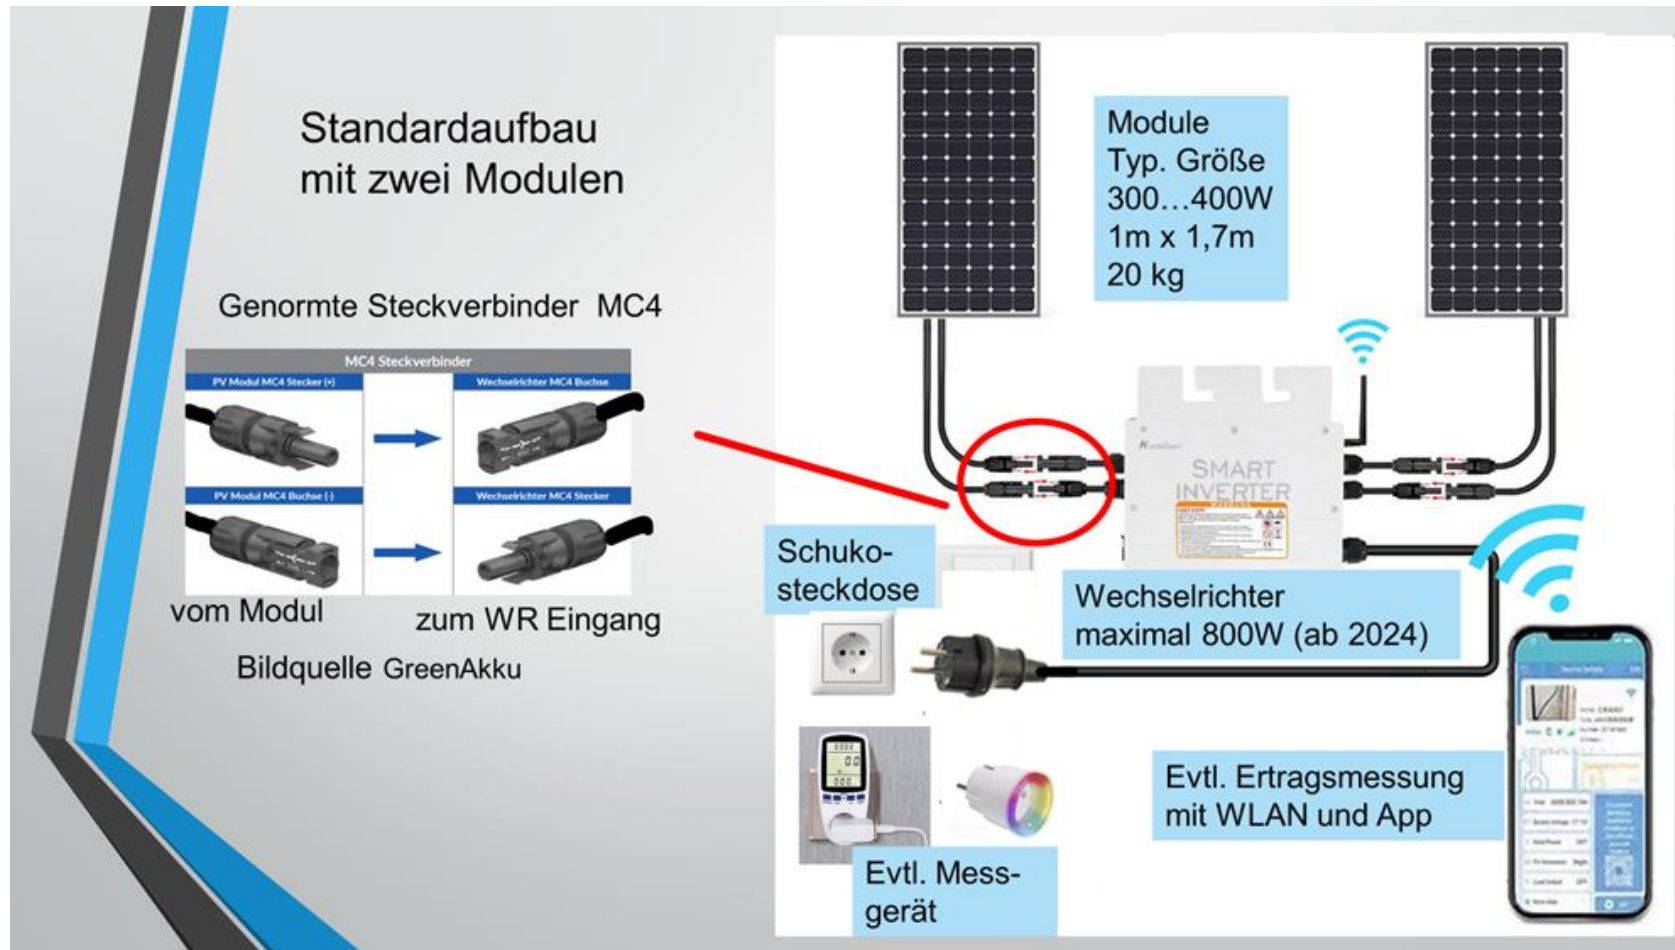 Standardaufbau
mit zwei Modulen
Genormte Steckverbinder MC4
MC4 Steckverbinder
PV Modul MC4 Stecker (+)
Wechselrichter MC4 Buchse
PV Modul MC4 Buchse (-)
Wechselrichter MC4 Stecker
vom Modul
zum WR Eingang
Bildquelle GreenAkku
Module
Typ. Größe
300...400W
1m x 1,7m
20 kg
SMART
INVERTER
Schuko-
steckdose
Wechselrichter
maximal 800W (ab 2024)
Evtl. Ertragsmessung
mit WLAN und App
Evtl. Mess-
gerät